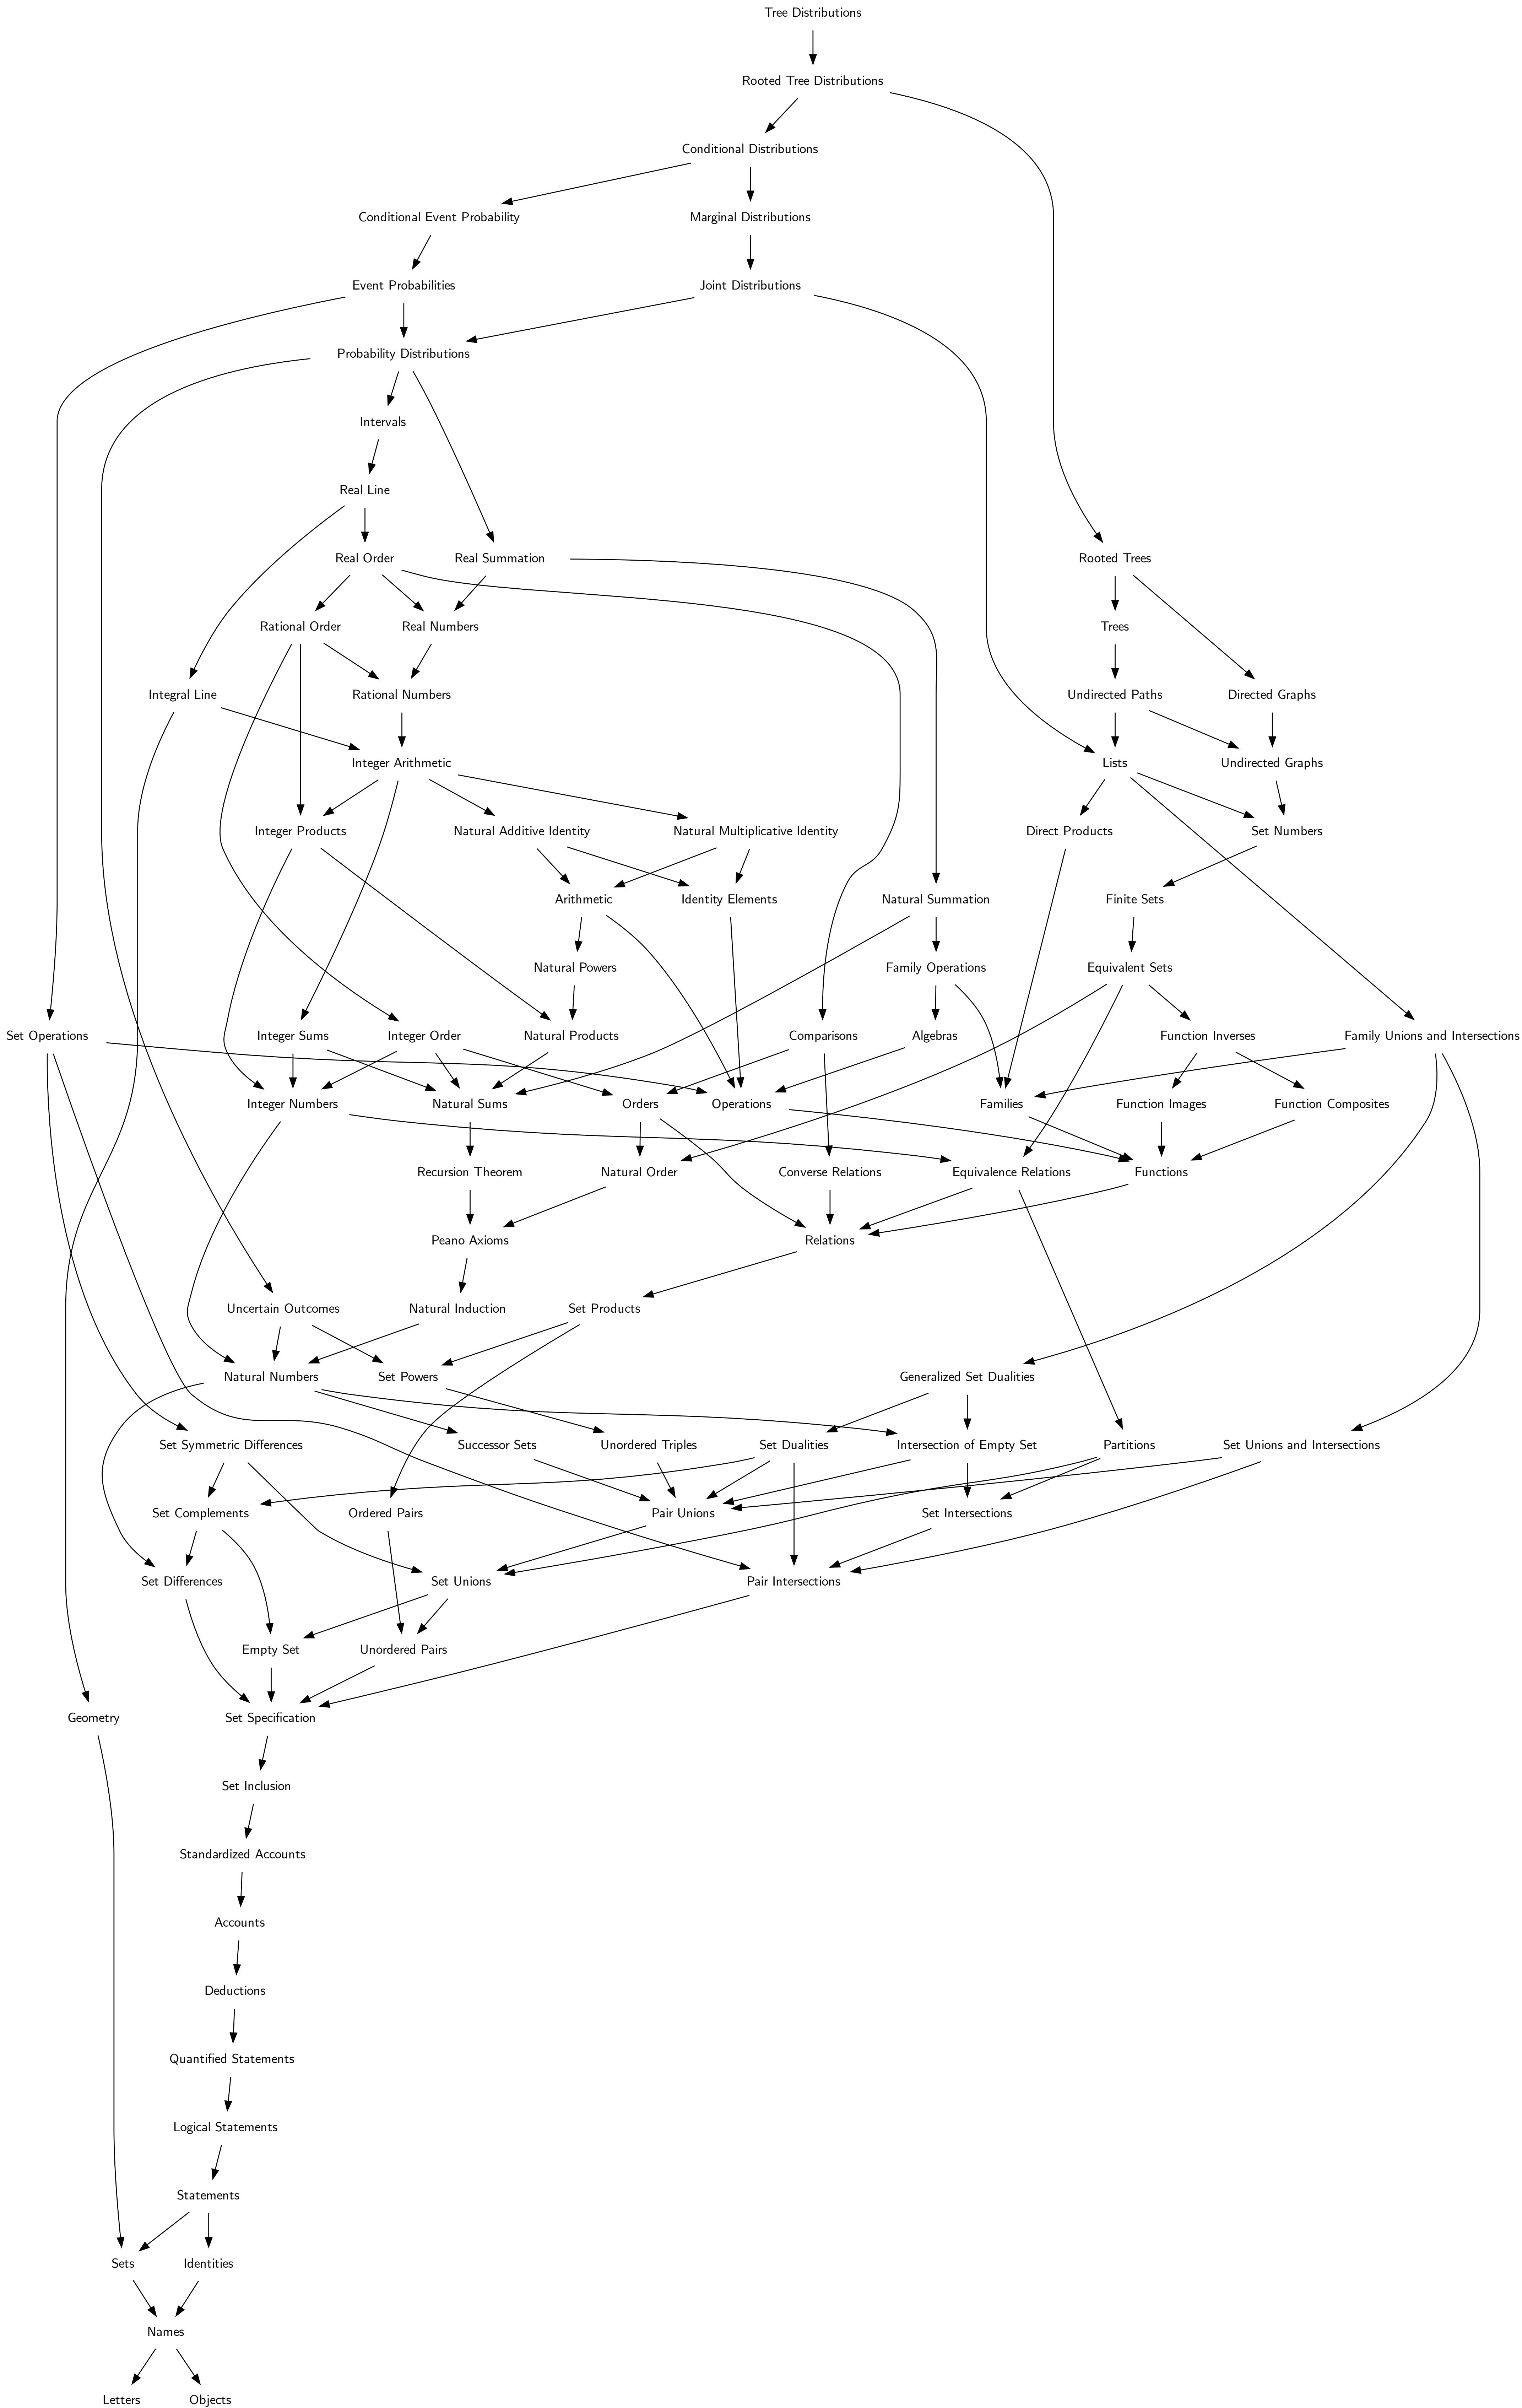 Tree Distributions
Rooted Tree Distributions
Conditional Distributions
Conditional Event Probability
Marginal Distributions
Event Probabilities
Joint Distributions
Probability Distributions
Intervals
Real Line
Real Order
Real Summation
Rooted Trees
Rational Order
Real Numbers
Trees
Integral Line
Rational Numbers
Undirected Paths
Directed Graphs
Integer Arithmetic
Lists
Undirected Graphs
Integer Products
Natural Additive Identity
Natural Multiplicative Identity
Direct Products
Set Numbers
Arithmetic
Identity Elements
Natural Summation
Finite Sets
Natural Powers
Family Operations
Equivalent Sets
Set Operations
Integer Sums
Integer Order
Natural Products
Comparisons
Algebras
Function Inverses
Family Unions and Intersections
Integer Numbers
Natural Sums
Orders
Operations
Families
Function Images
Function Composites
Recursion Theorem
Natural Order
Converse Relations
Equivalence Relations
Functions
Peano Axioms
Relations
Uncertain Outcomes
Natural Induction
Set Products
Natural Numbers
Set Powers
Generalized Set Dualities
Set Symmetric Differences
Successor Sets
Unordered Triples
Set Dualities
Intersection of Empty Set
Partitions
Set Unions and Intersections
Set Complements
Ordered Pairs
Pair Unions
Set Intersections
Set Differences
Set Unions
Pair Intersections
Empty Set
Unordered Pairs
Geometry
Set Specification
Set Inclusion
Standardized Accounts
Accounts
Deductions
Quantified Statements
Logical Statements
Statements
Sets
Identities
Names
Letters
Objects